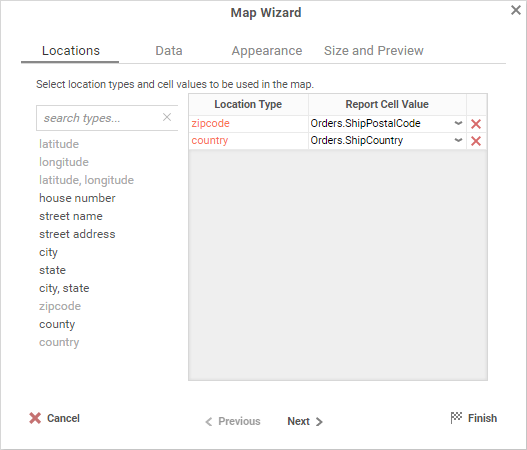 Map Wizard
Locations Data Appearance Size and Preview
Select location types and cell values to be used in the map.
search types...
latitude
longitude
latitude, longitude
house number
street name
street address
city
state
city, state
zipcode
county
country
Location Type Report Cell Value
zipcode Orders.ShipPostalCode
country Orders.ShipCountry
Cancel Previous Next Finish